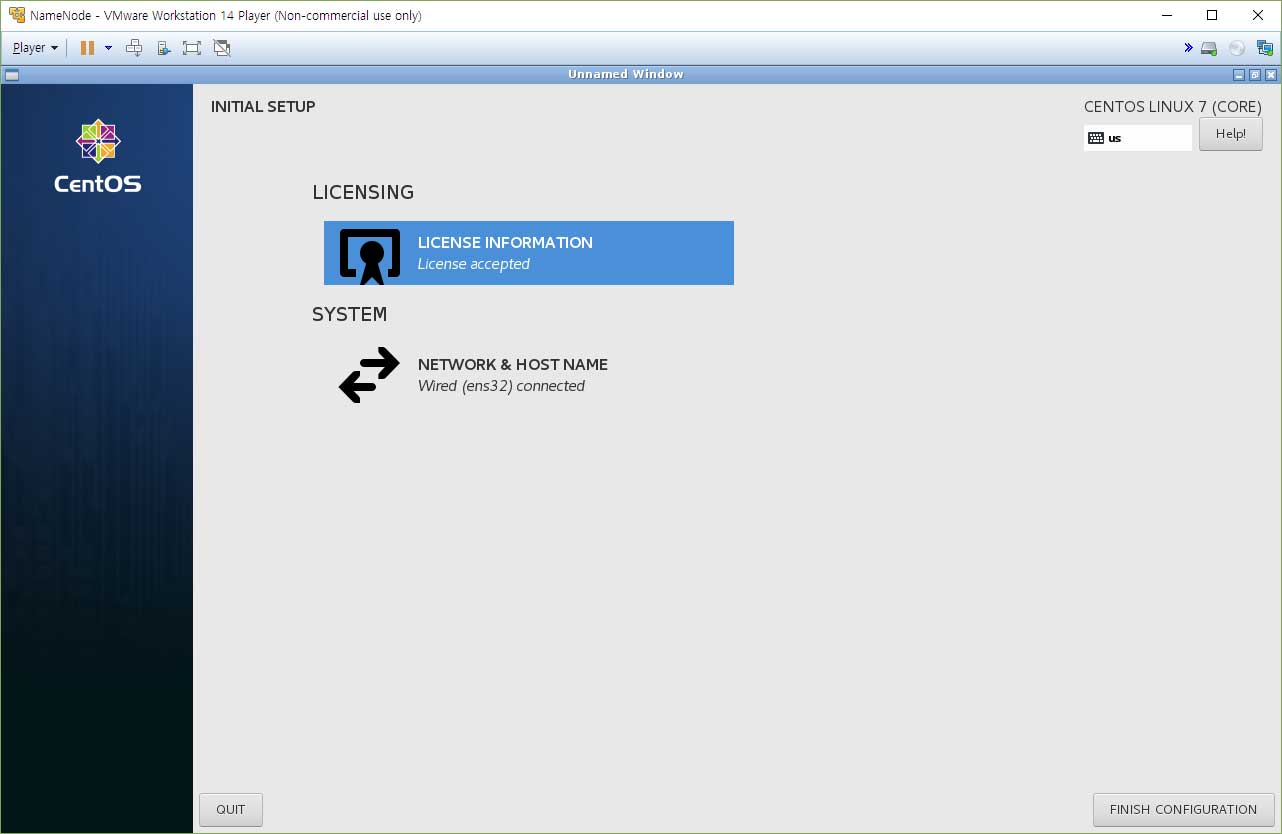 NameNode - VMware Workstation 14 Player (Non-commercial use only)
Player
Unnamed Window
CentOS
INITIAL SETUP
CENTOS LINUX 7 (CORE)
us
Help!
LICENSING
LICENSE INFORMATION
License accepted
SYSTEM
NETWORK & HOST NAME
Wired (ens32) connected
QUIT
FINISH CONFIGURATION